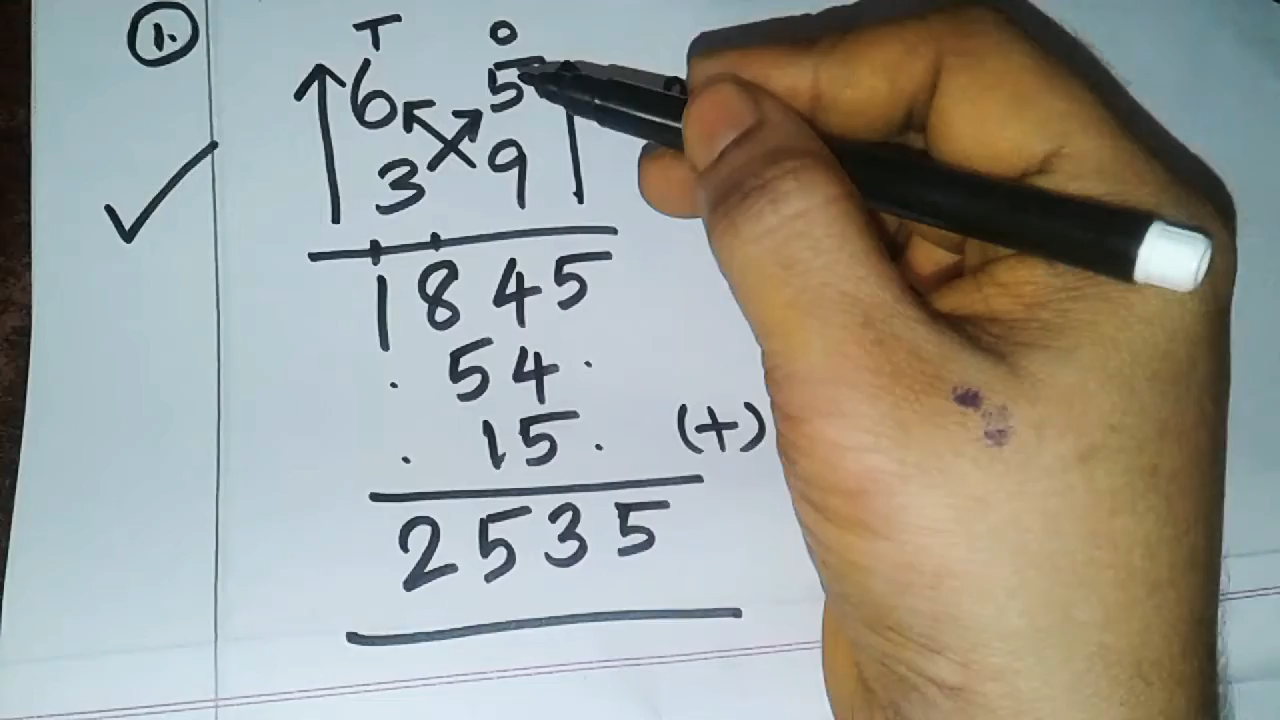 1.
T O
6 5
3 9
1845
. 54 .
. 15 . (+)
2535